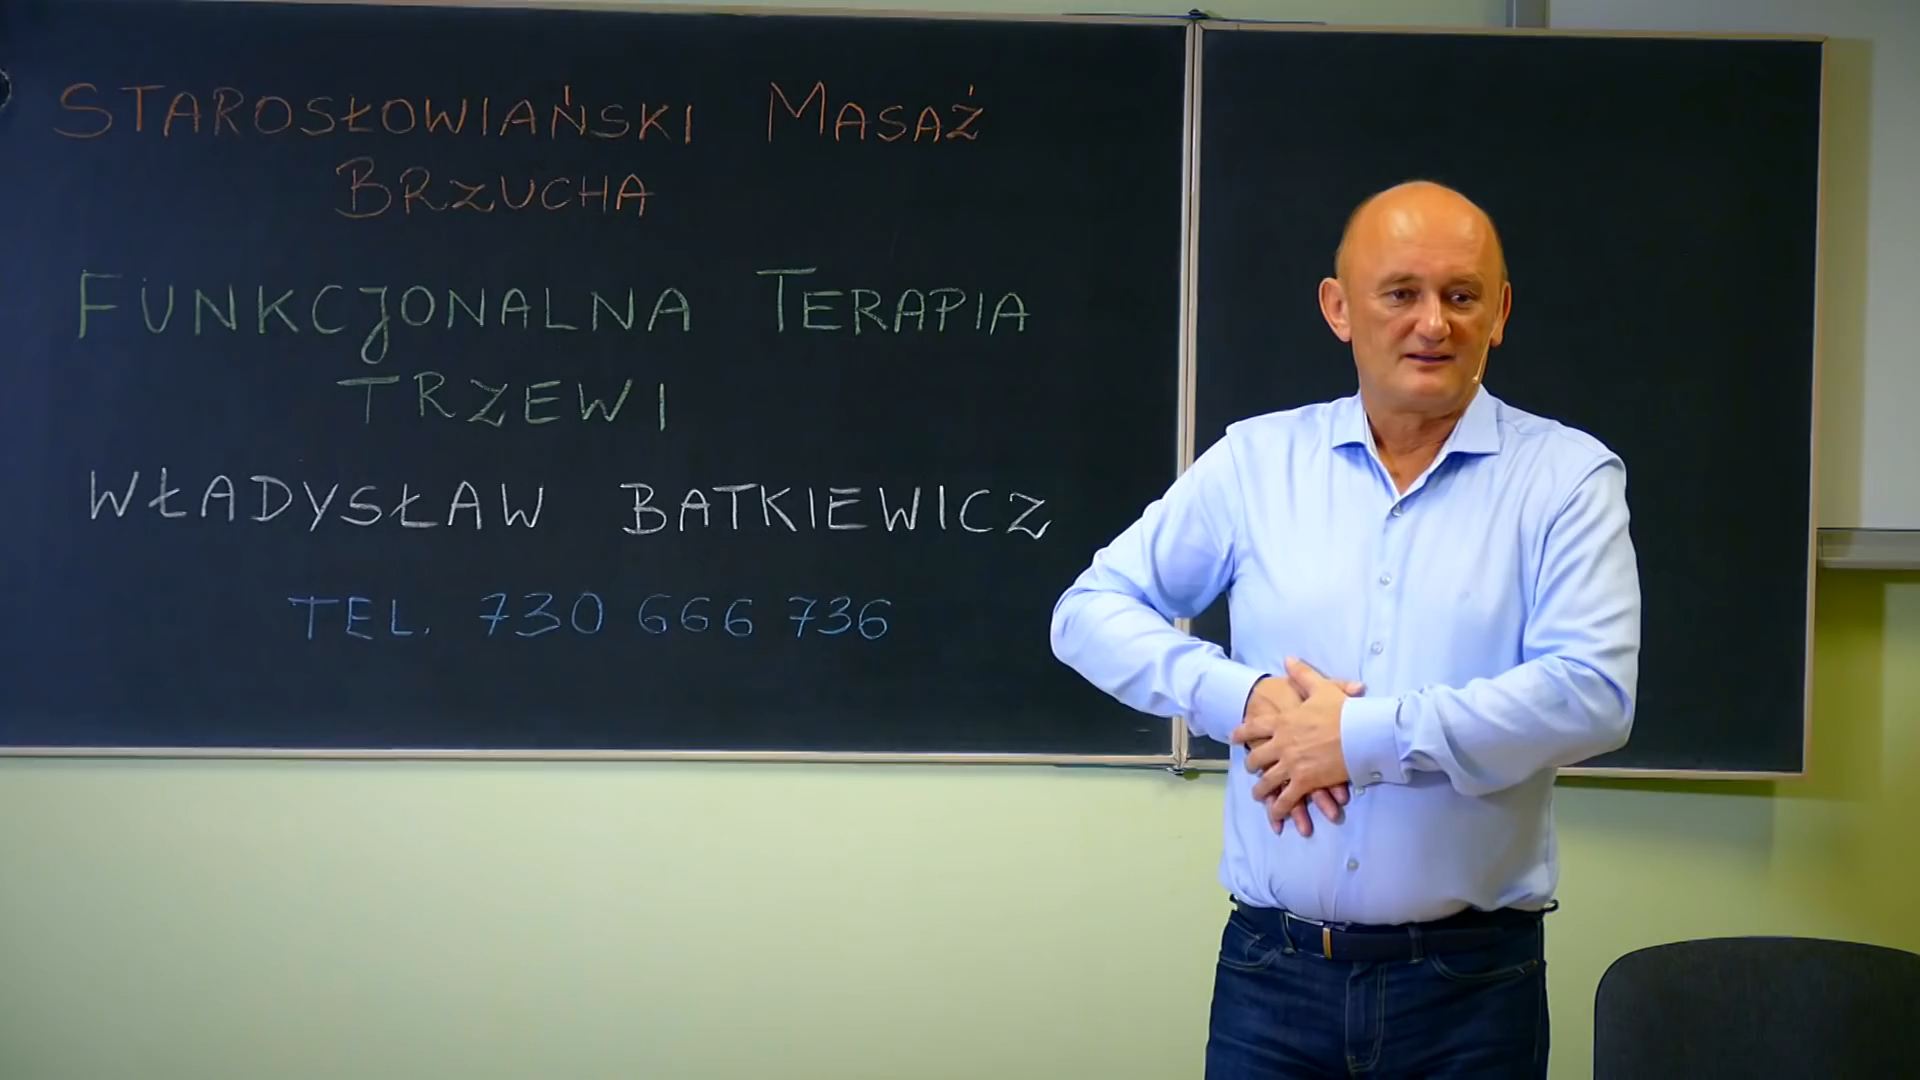 STAROSŁOWIAŃSKI MASAŻ
BRZUCHA
FUNKCJONALNA TERAPIA
TRZEWI
WŁADYSŁAW BATKIEWICZ
TEL. 730 666 736